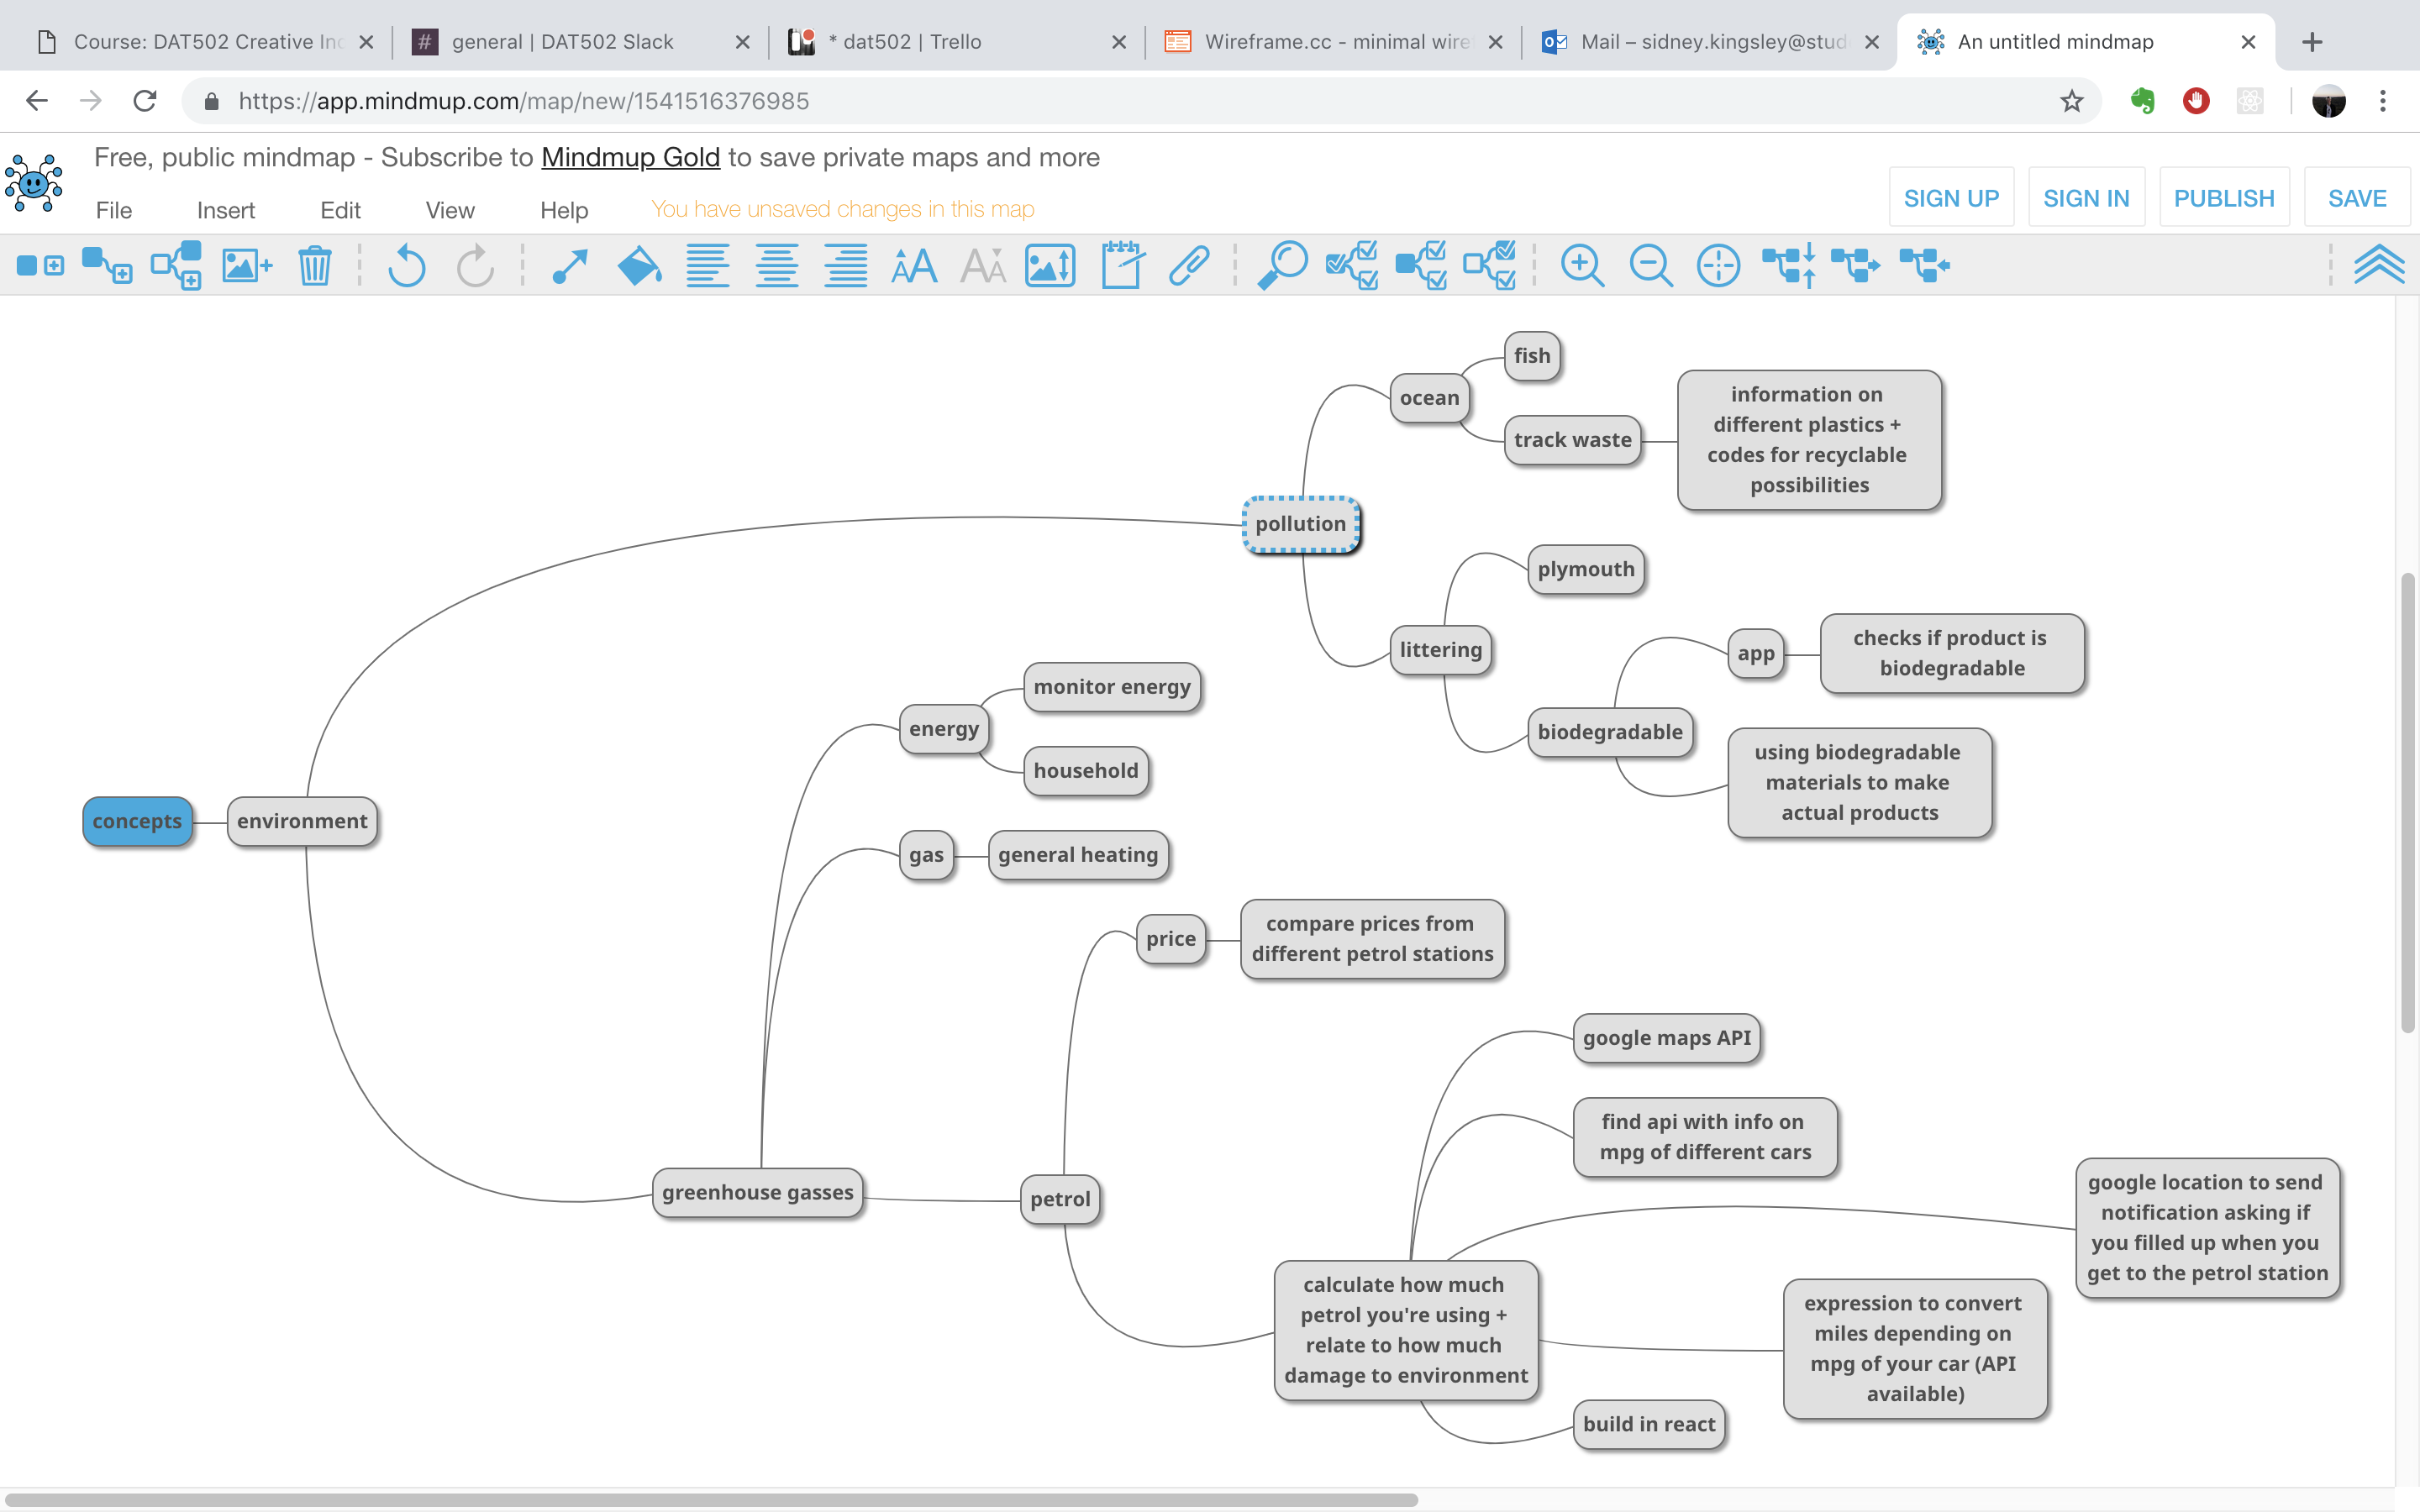 Course: DAT502 Creative Inc
# general | DAT502 Slack
* dat502 | Trello
Wireframe.cc - minimal wire
Mail – sidney.kingsley@stud
An untitled mindmap
https://app.mindmup.com/map/new/1541516376985
Free, public mindmap - Subscribe to Mindmup Gold to save private maps and more
File
Insert
Edit
View
Help
You have unsaved changes in this map
SIGN UP
SIGN IN
PUBLISH
SAVE
fish
ocean
track waste
information on
different plastics +
codes for recyclable
possibilities
pollution
plymouth
littering
app
checks if product is
biodegradable
biodegradable
using biodegradable
materials to make
actual products
monitor energy
energy
household
concepts
environment
gas
general heating
price
compare prices from
different petrol stations
google maps API
find api with info on
mpg of different cars
greenhouse gasses
petrol
google location to send
notification asking if
you filled up when you
get to the petrol station
calculate how much
petrol you're using +
relate to how much
damage to environment
expression to convert
miles depending on
mpg of your car (API
available)
build in react